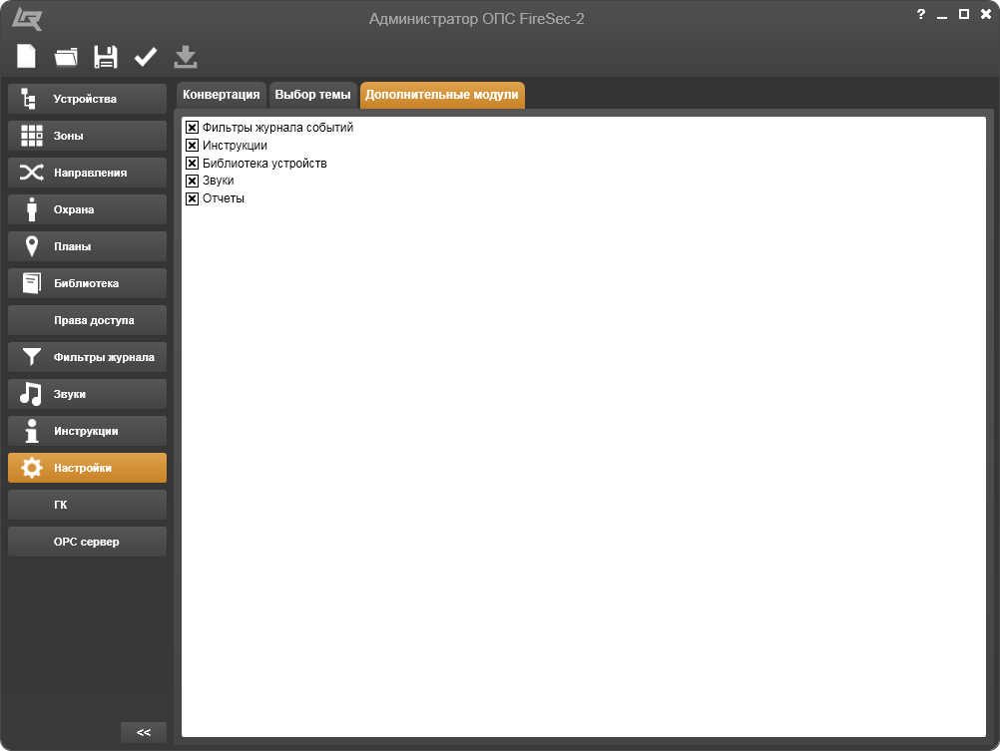 Администратор ОПС FireSec-2
?
Конвертация Выбор темы Дополнительные модули
Устройства
Зоны
Направления
Охрана
Планы
Библиотека
Права доступа
Фильтры журнала
Звуки
Инструкции
Настройки
ГК
OPC сервер
<<
Фильтры журнала событий
Инструкции
Библиотека устройств
Звуки
Отчеты